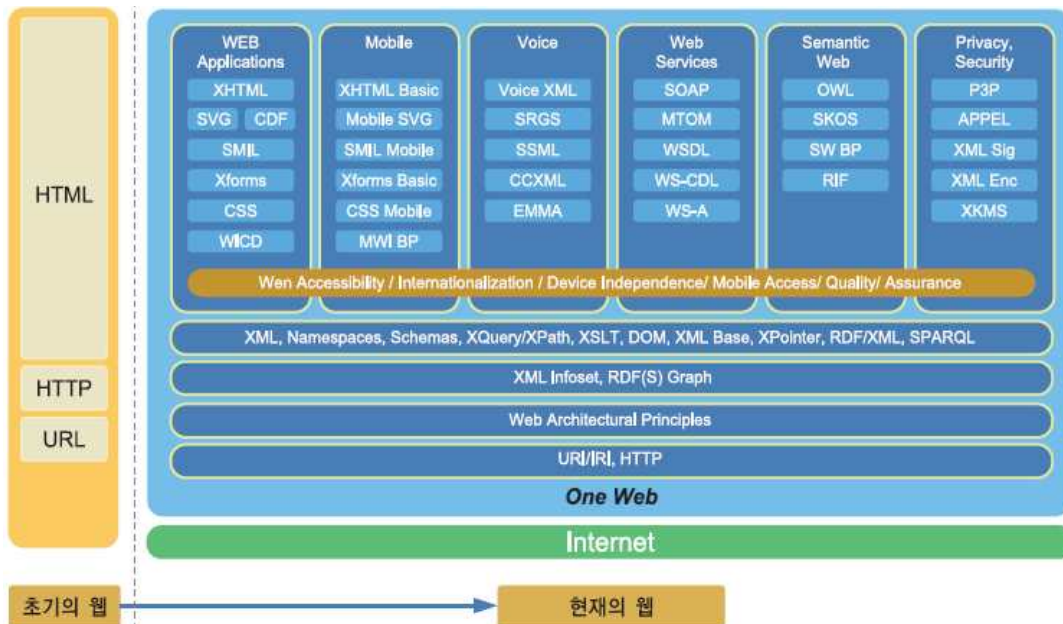 HTML
HTTP
URL
WEB
Applications
XHTML
SVG
CDF
SMIL
Xforms
CSS
WICD
Mobile
XHTML Basic
Mobile SVG
SMIL Mobile
Xforms Basic
CSS Mobile
MWI BP
Voice
Voice XML
SRGS
SSML
CCXML
EMMA
Web
Services
SOAP
MTOM
WSDL
WS-CDL
WS-A
Semantic
Web
OWL
SKOS
SW BP
RIF
Privacy,
Security
P3P
APPEL
XML Sig
XML Enc
XKMS
Wen Accessibility / Internationalization / Device Independence/ Mobile Access/ Quality/ Assurance
XML, Namespaces, Schemas, XQuery/XPath, XSLT, DOM, XML Base, XPointer, RDF/XML, SPARQL
XML Infoset, RDF(S) Graph
Web Architectural Principles
URI/IRI, HTTP
One Web
Internet
초기의 웹
현재의 웹